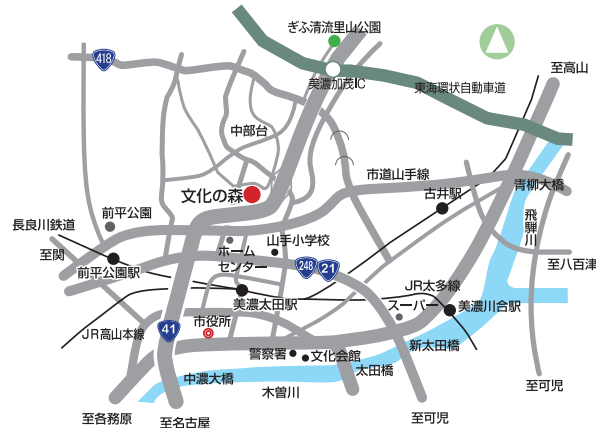 ぎふ清流里山公園
418
至高山
美濃加茂IC
東海環状自動車道
中部台
市道山手線
青柳大橋
文化の森
古井駅
長良川鉄道
前平公園
飛騨川
ホーム
センター
山手小学校
至関
前平公園駅
248
21
至八百津
JR太多線
美濃太田駅
スーパー
美濃川合駅
市役所
41
JR高山本線
新太田橋
警察署
文化会館
太田橋
中濃大橋
木曽川
至可児
至各務原
至名古屋
至可児